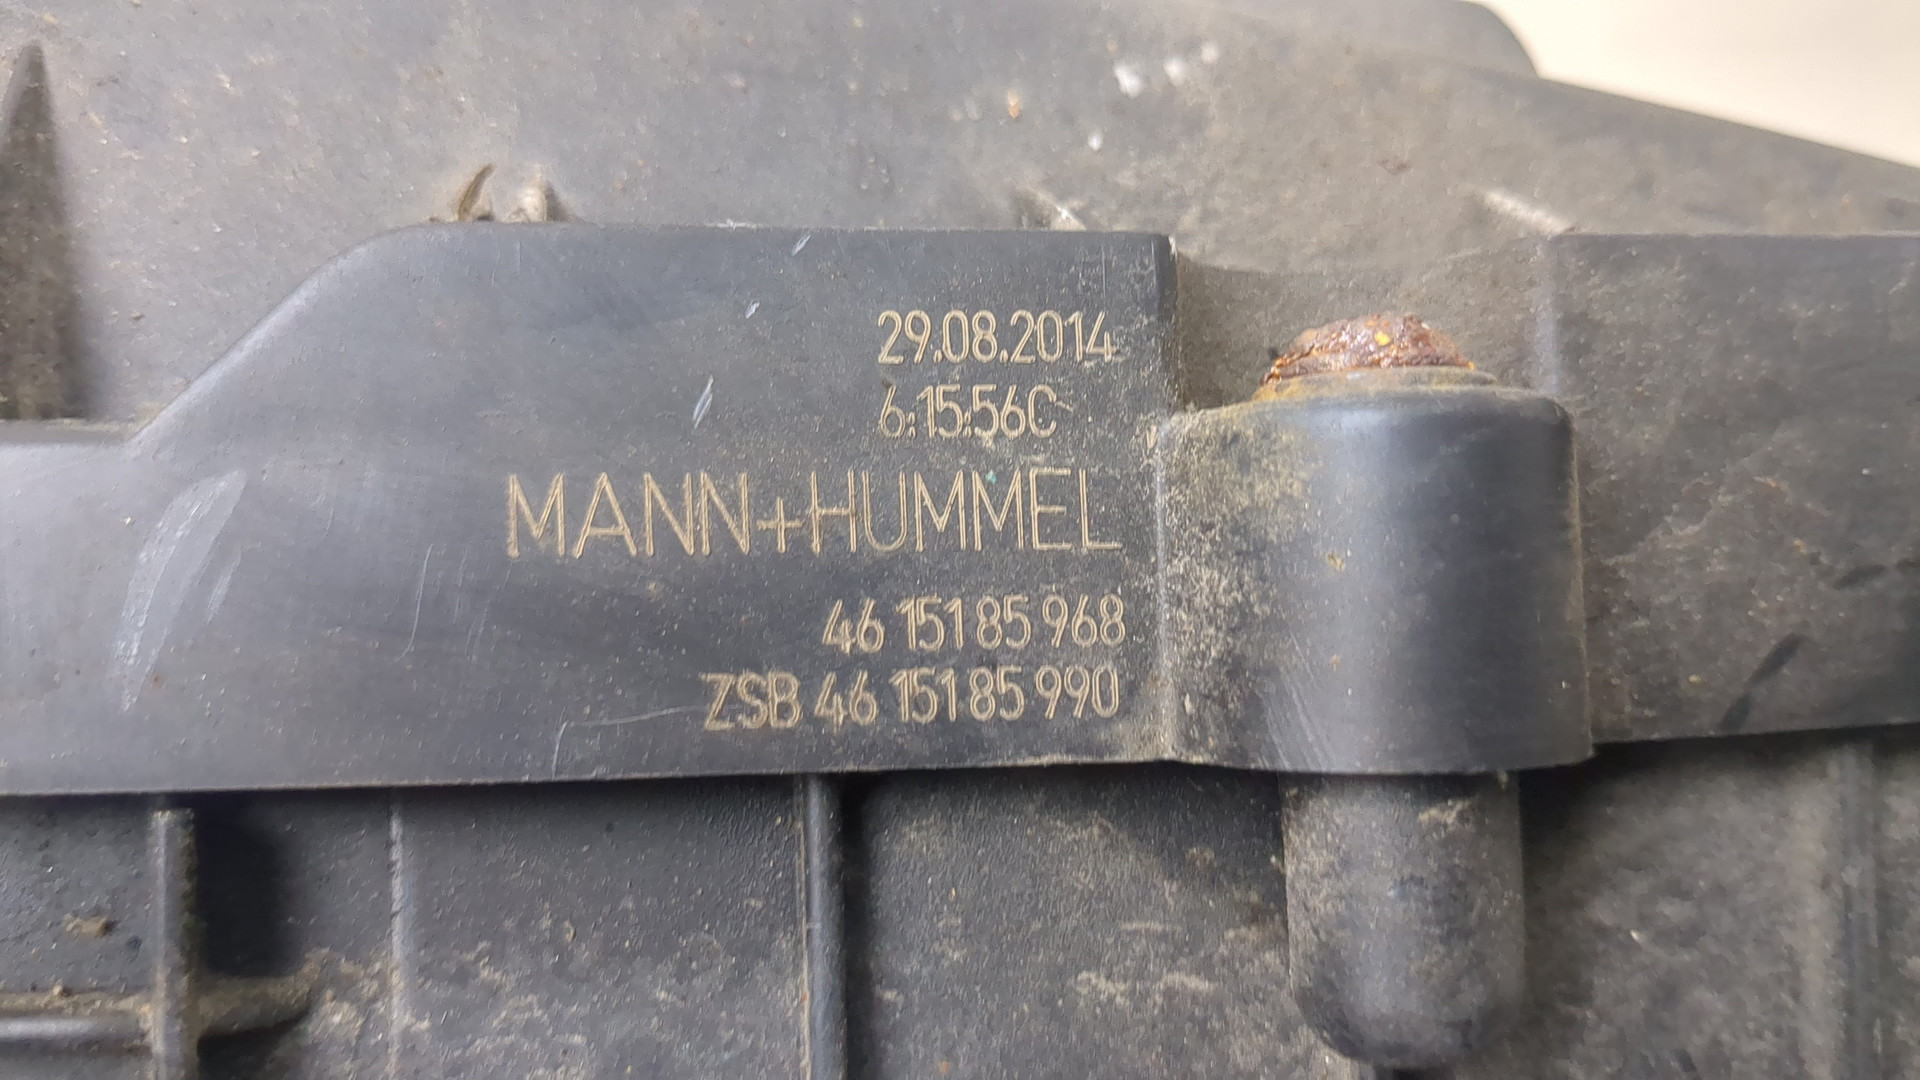 29.08.2014
6:15:56C
MANN+HUMMEL
46 151 85 968
ZSB 46 151 85 990